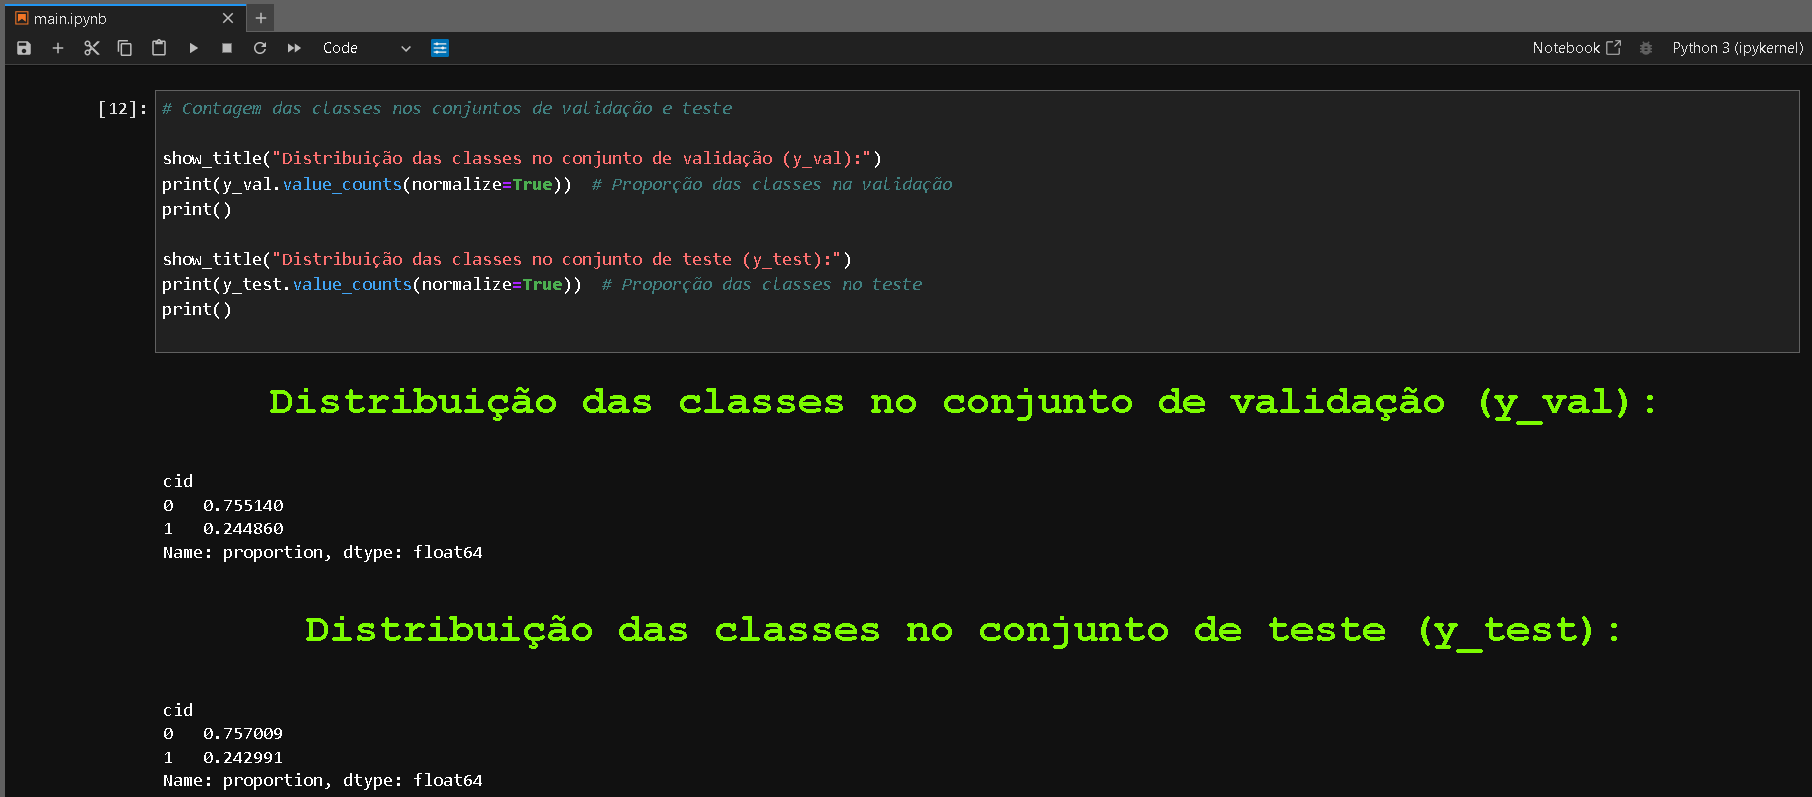 main.ipynb
Code
Notebook
Python 3 (ipykernel)
[12]:
# Contagem das classes nos conjuntos de validação e teste
show_title("Distribuição das classes no conjunto de validação (y_val):")
print(y_val.value_counts(normalize=True))  # Proporção das classes na validação
print()
show_title("Distribuição das classes no conjunto de teste (y_test):")
print(y_test.value_counts(normalize=True))  # Proporção das classes no teste
print()
Distribuição das classes no conjunto de validação (y_val):
cid
0   0.755140
1   0.244860
Name: proportion, dtype: float64
Distribuição das classes no conjunto de teste (y_test):
cid
0   0.757009
1   0.242991
Name: proportion, dtype: float64